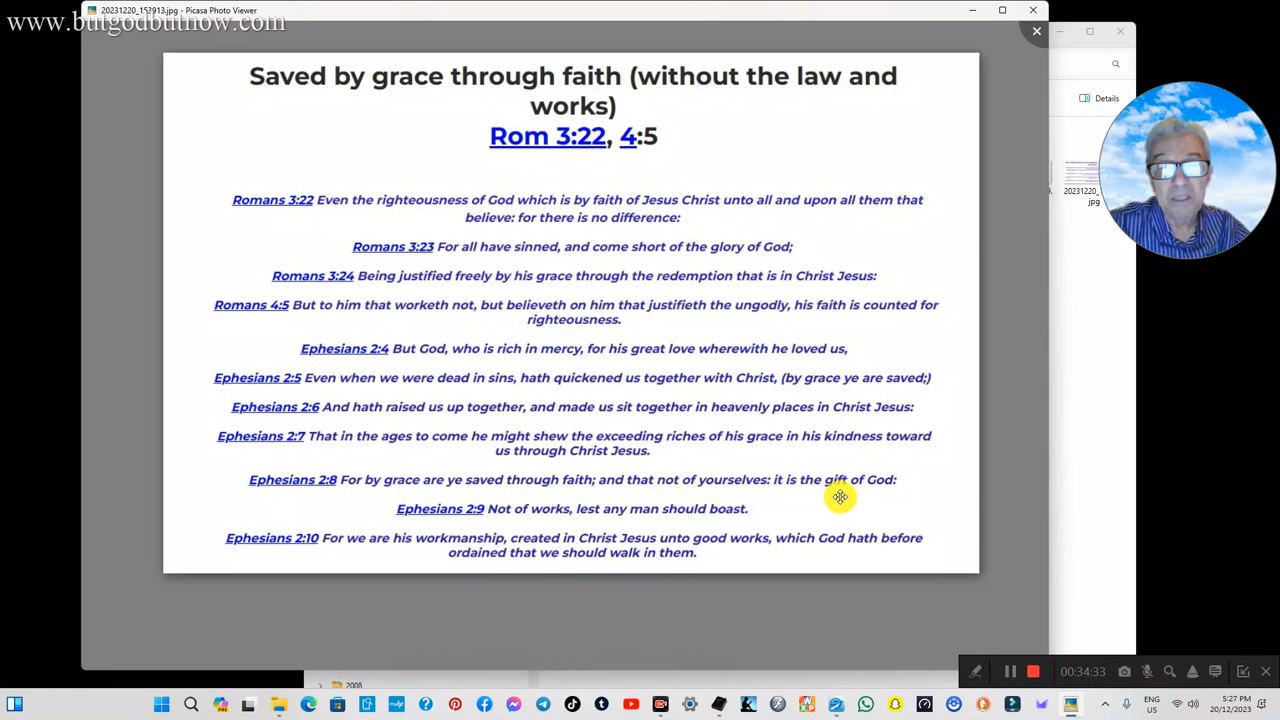 20231220_153913.jpg - Picasa Photo Viewer
www.butgodbutnow.com
Details
Saved by grace through faith (without the law and
works)
Rom 3:22, 4:5
Romans 3:22 Even the righteousness of God which is by faith of Jesus Christ unto all and upon all them that
believe: for there is no difference:
Romans 3:23 For all have sinned, and come short of the glory of God;
Romans 3:24 Being justified freely by his grace through the redemption that is in Christ Jesus:
Romans 4:5 But to him that worketh not, but believeth on him that justifieth the ungodly, his faith is counted for
righteousness.
Ephesians 2:4 But God, who is rich in mercy, for his great love wherewith he loved us,
Ephesians 2:5 Even when we were dead in sins, hath quickened us together with Christ, (by grace ye are saved;)
Ephesians 2:6 And hath raised us up together, and made us sit together in heavenly places in Christ Jesus:
Ephesians 2:7 That in the ages to come he might shew the exceeding riches of his grace in his kindness toward
us through Christ Jesus.
Ephesians 2:8 For by grace are ye saved through faith; and that not of yourselves: it is the gift of God:
Ephesians 2:9 Not of works, lest any man should boast.
Ephesians 2:10 For we are his workmanship, created in Christ Jesus unto good works, which God hath before
ordained that we should walk in them.
jpg
00:34:33
2008
ENG
US
5:27 PM
20/12/2023